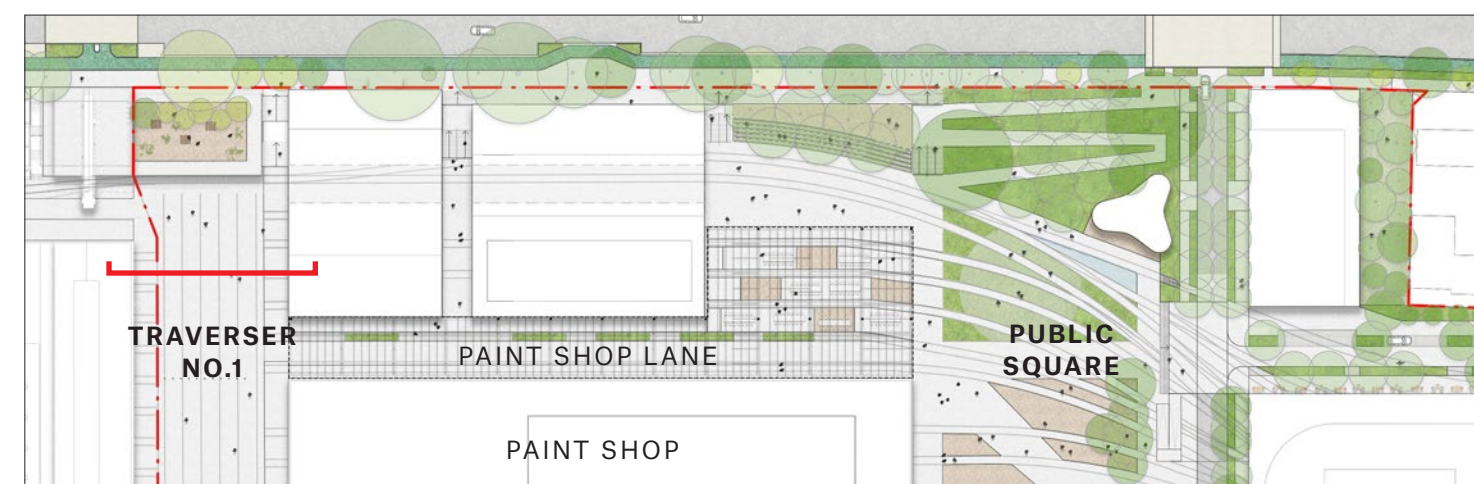 TRAVERSER
NO.1
PAINT SHOP LANE
PUBLIC
SQUARE
PAINT SHOP